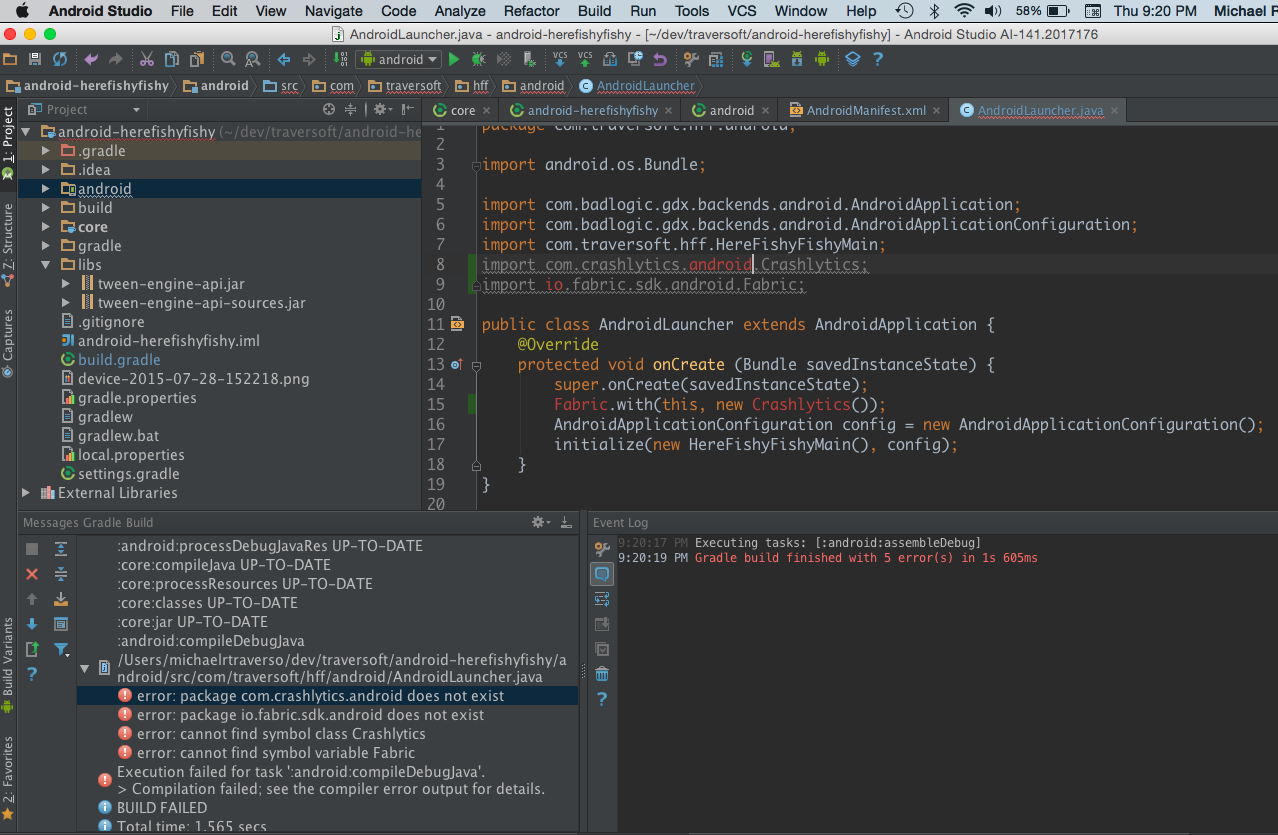 Android Studio File Edit View Navigate Code Analyze Refactor Build Run Tools VCS Window Help 58% Thu 9:20 PM Michael
AndroidLauncher.java - android-herefishyfishy - [~/dev/traversoft/android-herefishyfishy] - Android Studio AI-141.2017176
android
VCS VCS
android-herefishyfishy android src com traversoft hff android AndroidLauncher
Project
core android-herefishyfishy android AndroidManifest.xml AndroidLauncher.java
1: Project
Z: Structure
Captures
Build Variants
2: Favorites
android-herefishyfishy (~/dev/traversoft/android-he
.gradle
.idea
android
build
core
gradle
libs
tween-engine-api.jar
tween-engine-api-sources.jar
.gitignore
android-herefishyfishy.iml
build.gradle
device-2015-07-28-152218.png
gradle.properties
gradlew
gradlew.bat
local.properties
settings.gradle
External Libraries
1 package com.traversoft.hff.android;
2
3 import android.os.Bundle;
4
5 import com.badlogic.gdx.backends.android.AndroidApplication;
6 import com.badlogic.gdx.backends.android.AndroidApplicationConfiguration;
7 import com.traversoft.hff.HereFishyFishyMain;
8 import com.crashlytics.android.Crashlytics;
9 import io.fabric.sdk.android.Fabric;
10
11 public class AndroidLauncher extends AndroidApplication {
12 @Override
13 protected void onCreate (Bundle savedInstanceState) {
14 super.onCreate(savedInstanceState);
15 Fabric.with(this, new Crashlytics());
16 AndroidApplicationConfiguration config = new AndroidApplicationConfiguration();
17 initialize(new HereFishyFishyMain(), config);
18 }
19 }
20
Messages Gradle Build
:android:processDebugJavaRes UP-TO-DATE
:core:compileJava UP-TO-DATE
:core:processResources UP-TO-DATE
:core:classes UP-TO-DATE
:core:jar UP-TO-DATE
:android:compileDebugJava
/Users/michaelrtraverso/dev/traversoft/android-herefishyfishy/a
ndroid/src/com/traversoft/hff/android/AndroidLauncher.java
error: package com.crashlytics.android does not exist
error: package io.fabric.sdk.android does not exist
error: cannot find symbol class Crashlytics
error: cannot find symbol variable Fabric
Execution failed for task ':android:compileDebugJava'.
> Compilation failed; see the compiler error output for details.
BUILD FAILED
Total time: 1.565 secs
Event Log
9:20:17 PM Executing tasks: [:android:assembleDebug]
9:20:19 PM Gradle build finished with 5 error(s) in 1s 605ms